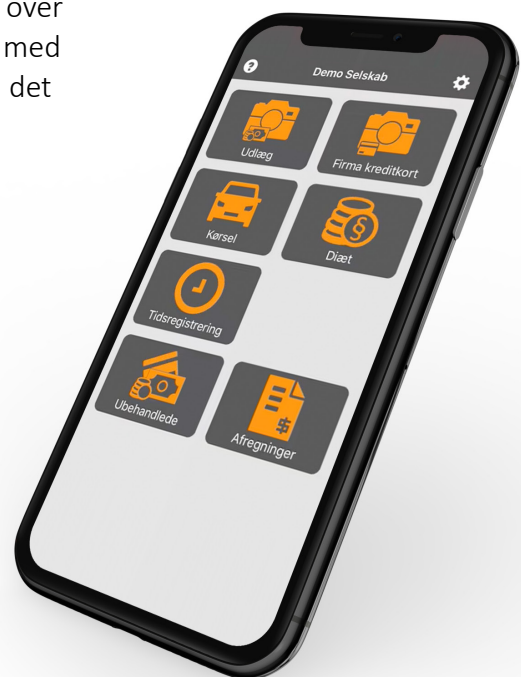 over
med
det
Demo Selskab
Udlæg
Firma kreditkort
Kørsel
Diæt
Tidsregistrering
Ubehandlede
Afregninger